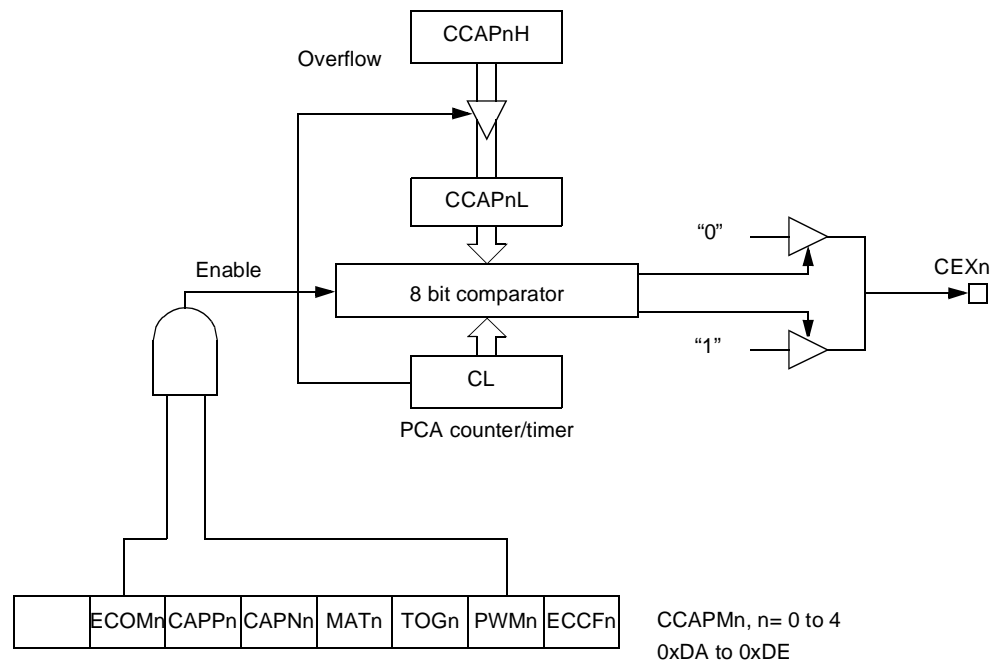 CCAPnH
Overflow
CCAPnL
“0”
Enable
CEXn
8 bit comparator
“1”
CL
PCA counter/timer
ECOMn CAPPn CAPNn MATn TOGn PWMn ECCFn
CCAPMn, n= 0 to 4
0xDA to 0xDE